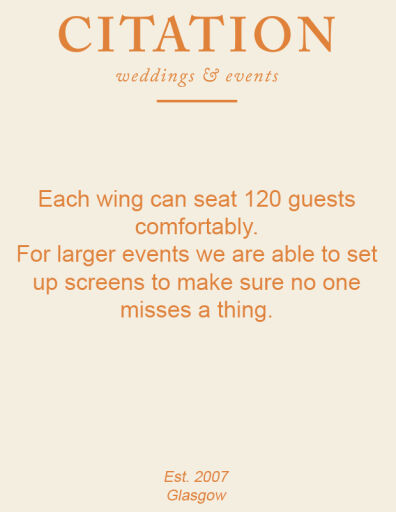 CITATION
weddings & events
Each wing can seat 120 guests
comfortably.
For larger events we are able to set
up screens to make sure no one
misses a thing.
Est. 2007
Glasgow